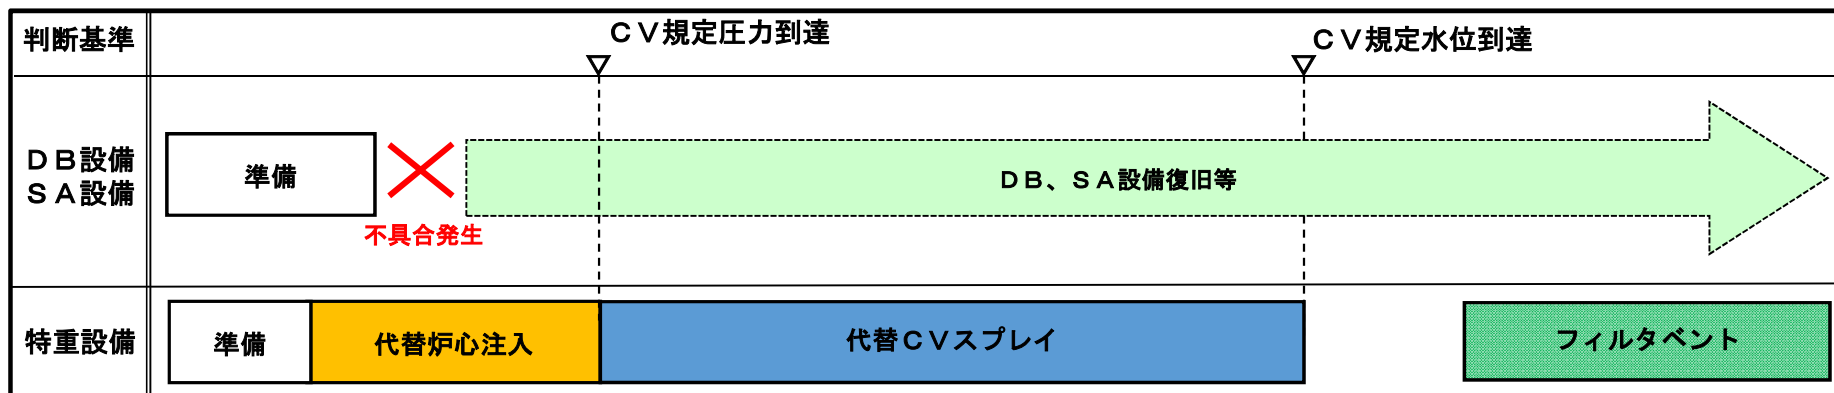 判断基準
ＣＶ規定圧力到達
ＣＶ規定水位到達
ＤＢ設備
ＳＡ設備
準備
不具合発生
ＤＢ、ＳＡ設備復旧等
特重設備
準備
代替炉心注入
代替ＣＶスプレイ
フィルタベント